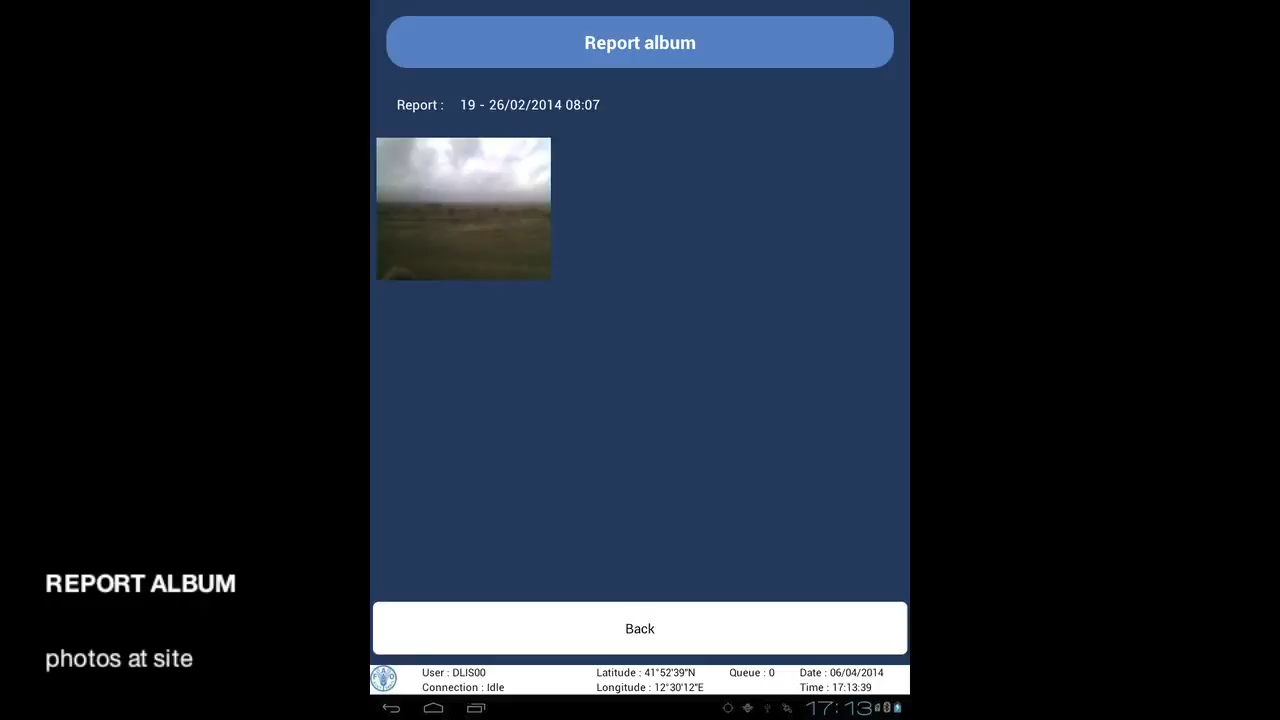 Report album
Report : 19 - 26/02/2014 08:07
REPORT ALBUM
photos at site
Back
User : DLIS00
Connection : Idle
Latitude : 41°52'39"N
Longitude : 12°30'12"E
Queue : 0
Date : 06/04/2014
Time : 17:13:39
17:13